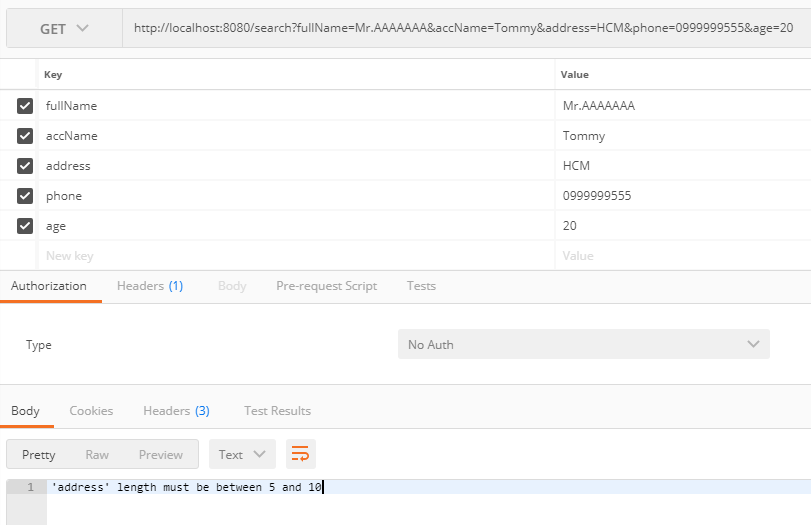 GET http://localhost:8080/search?fullName=Mr.AAAAAAA&accName=Tommy&address=HCM&phone=0999999555&age=20
Key Value
fullName Mr.AAAAAAA
accName Tommy
address HCM
phone 0999999555
age 20
New key Value
Authorization Headers (1) Body Pre-request Script Tests
Type No Auth
Body Cookies Headers (3) Test Results
Pretty Raw Preview Text
1 'address' length must be between 5 and 10